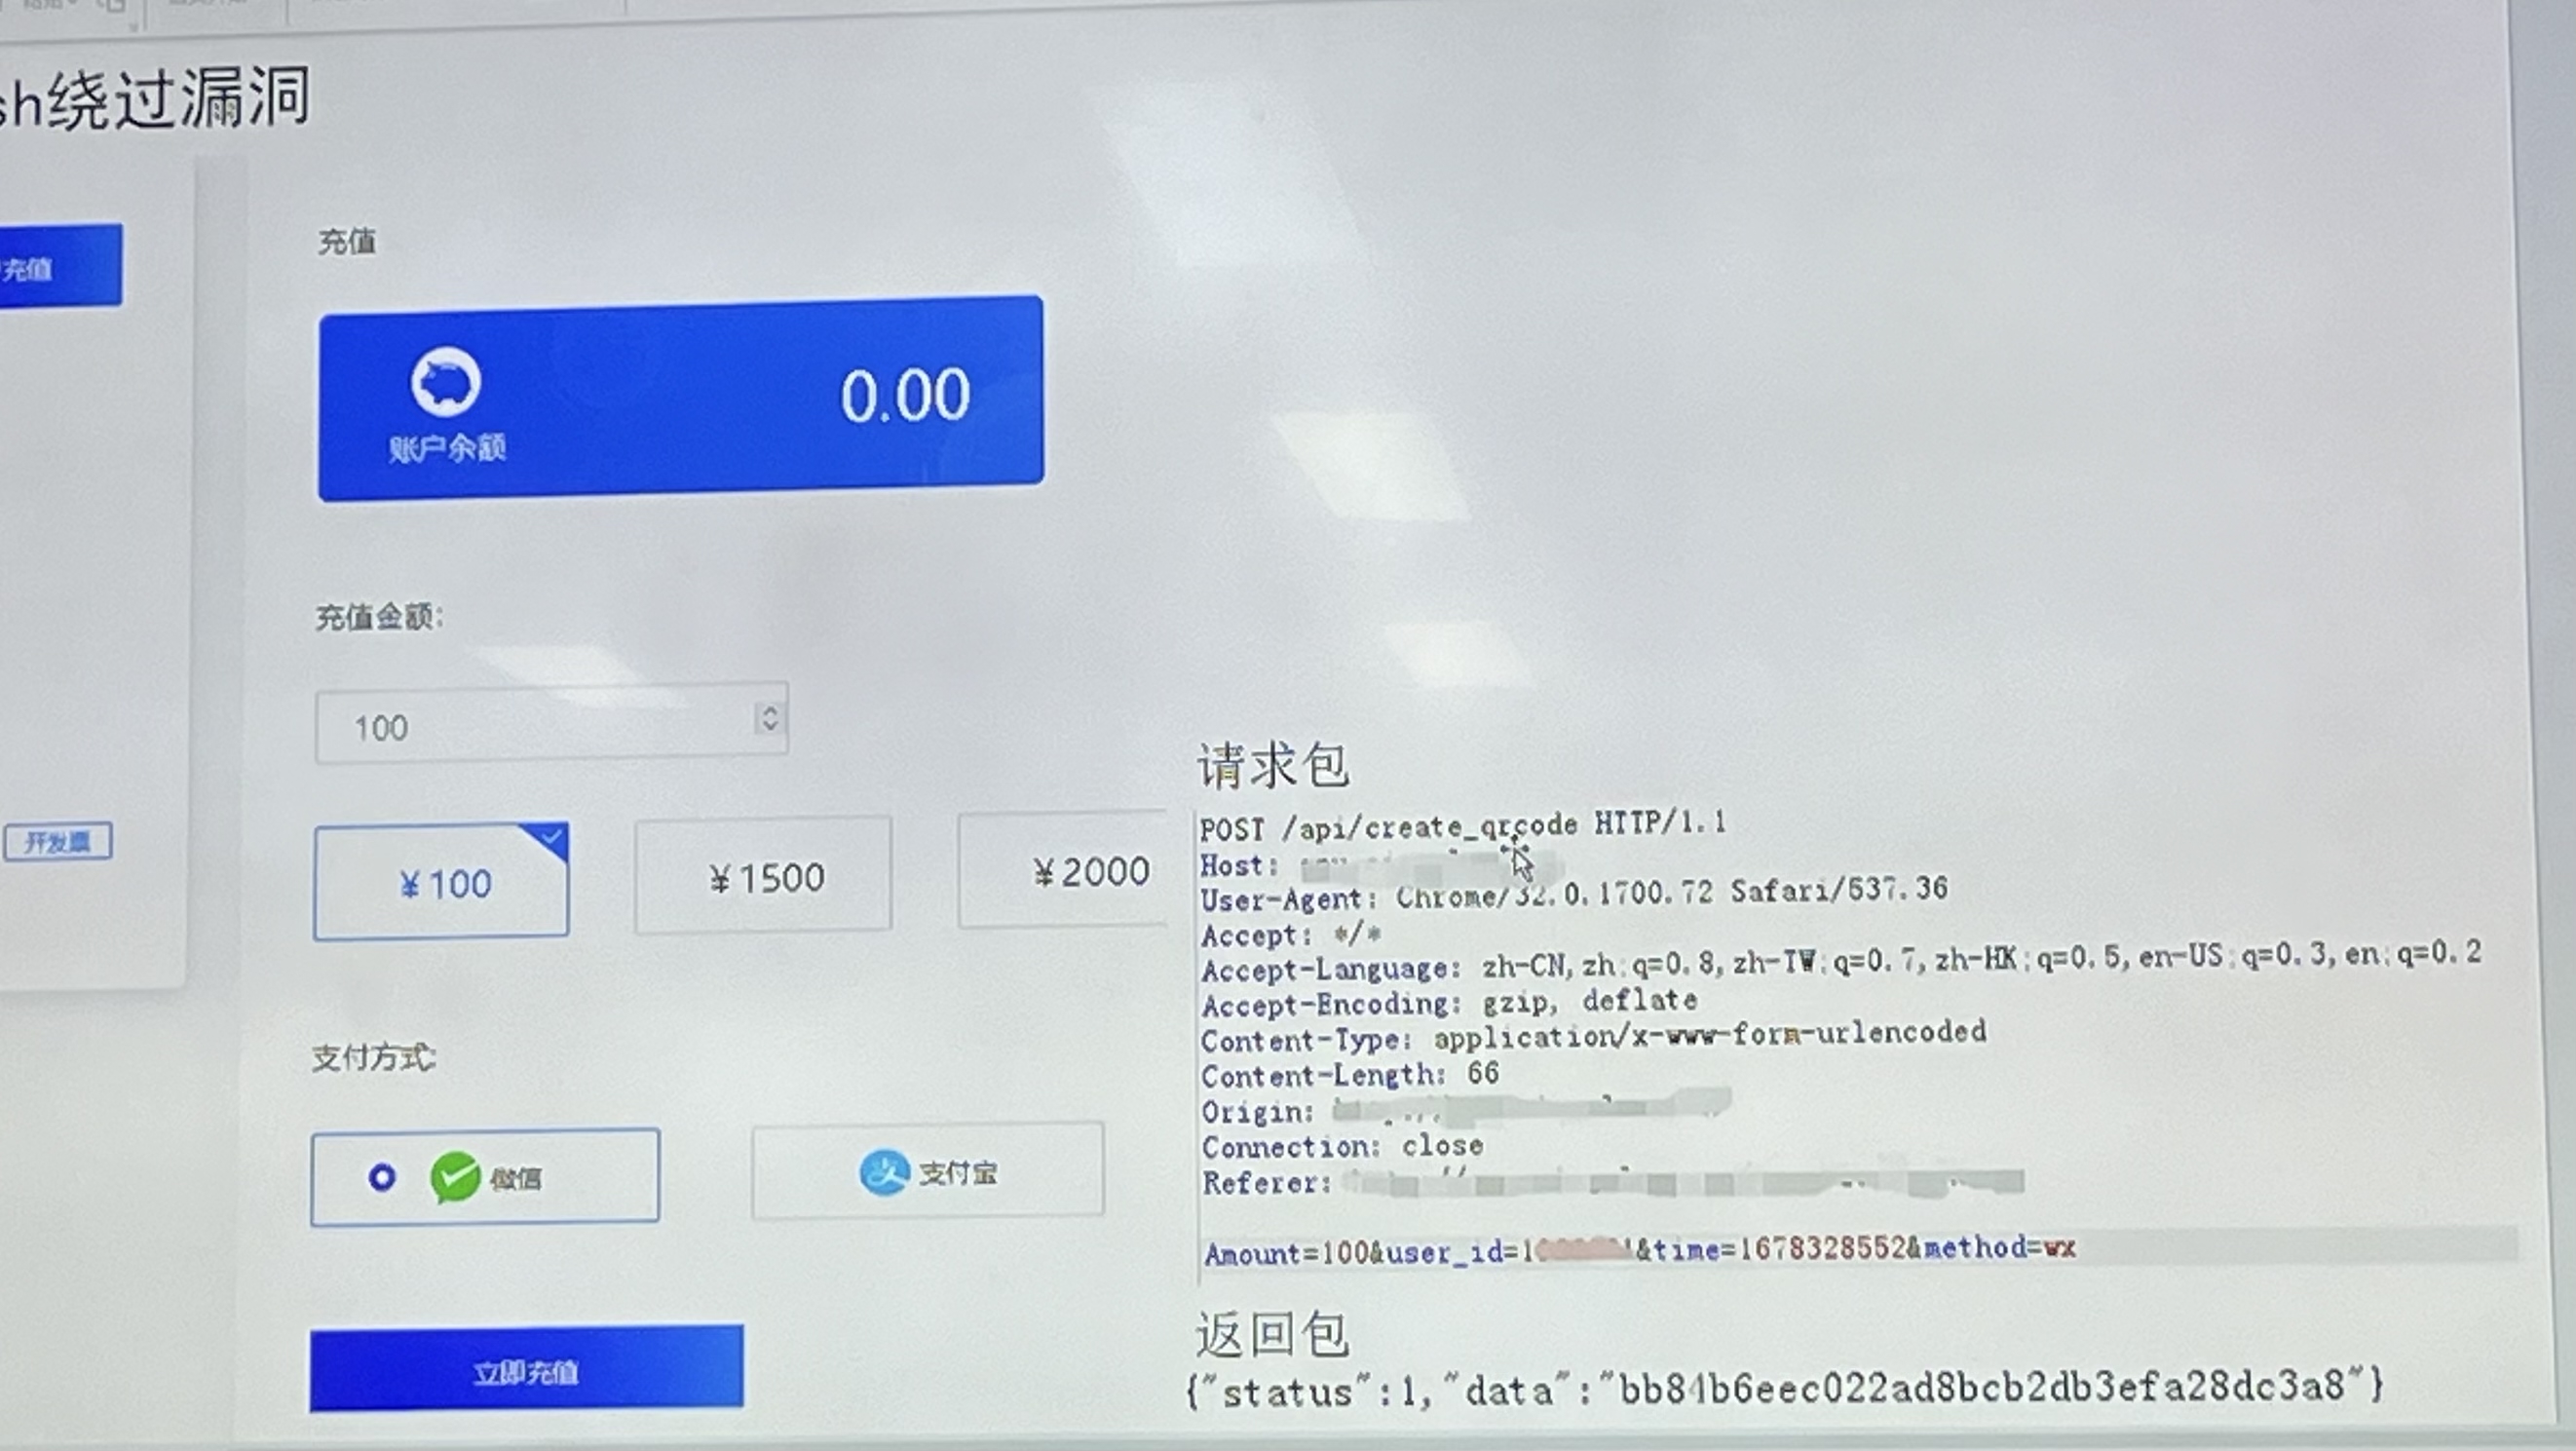 sh绕过漏洞
充值
充值
0.00
账户余额
充值金额:
100
开发票
¥100
¥1500
¥2000
支付方式:
微信
支付宝
立即充值
请求包
POST /api/create_qrcode HTTP/1.1
Host:
User-Agent: Chrome/32.0.1700.72 Safari/537.36
Accept: */*
Accept-Language: zh-CN,zh;q=0.8,zh-TW;q=0.7,zh-HK;q=0.5,en-US;q=0.3,en;q=0.2
Accept-Encoding: gzip, deflate
Content-Type: application/x-www-form-urlencoded
Content-Length: 66
Origin:
Connection: close
Referer:
Amount=100&user_id=1&time=1678328552&method=wx
返回包
{"status":1,"data":"bb84b6eec022ad8bcb2db3efa28dc3a8"}